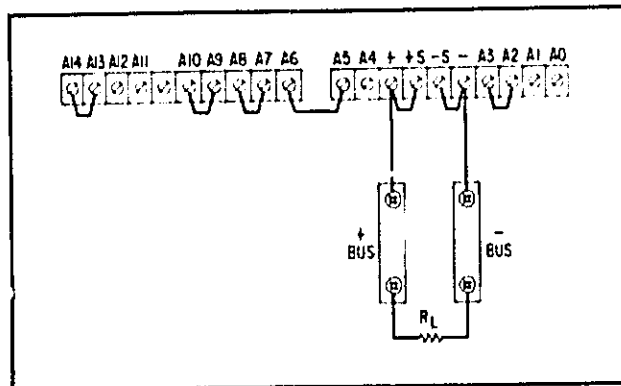 A14 A13 A12 A11 A10 A9 A8 A7 A6 A5 A4 + +S -S - A3 A2 A1 A0
+ BUS
- BUS
RL